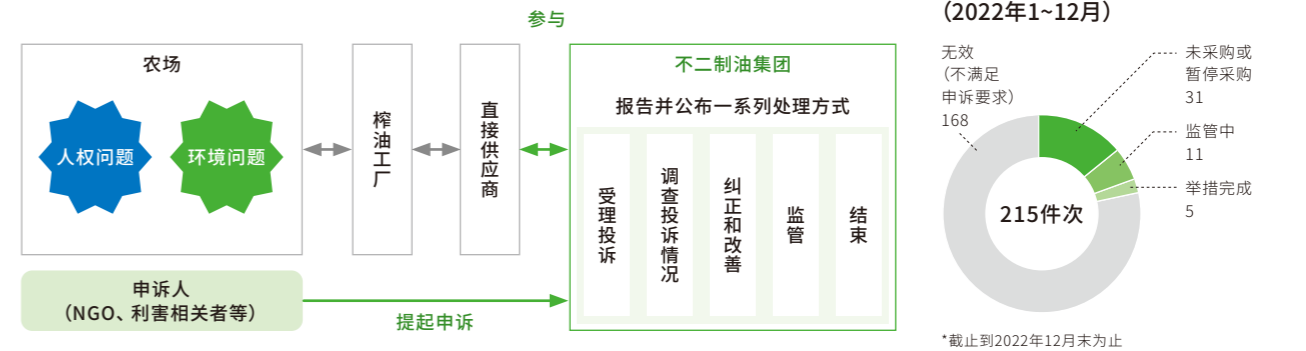 参与
农场
人权问题
环境问题
榨油工厂
直接供应商
不二制油集团
报告并公布一系列处理方式
受理投诉
调查投诉情况
纠正和改善
监管
结束
申诉人
（NGO、利害相关者等）
提起申诉
（2022年1~12月）
无效
（不满足
申诉要求）
168
未采购或
暂停采购
31
监管中
11
举措完成
5
215件次
*截止到2022年12月末为止